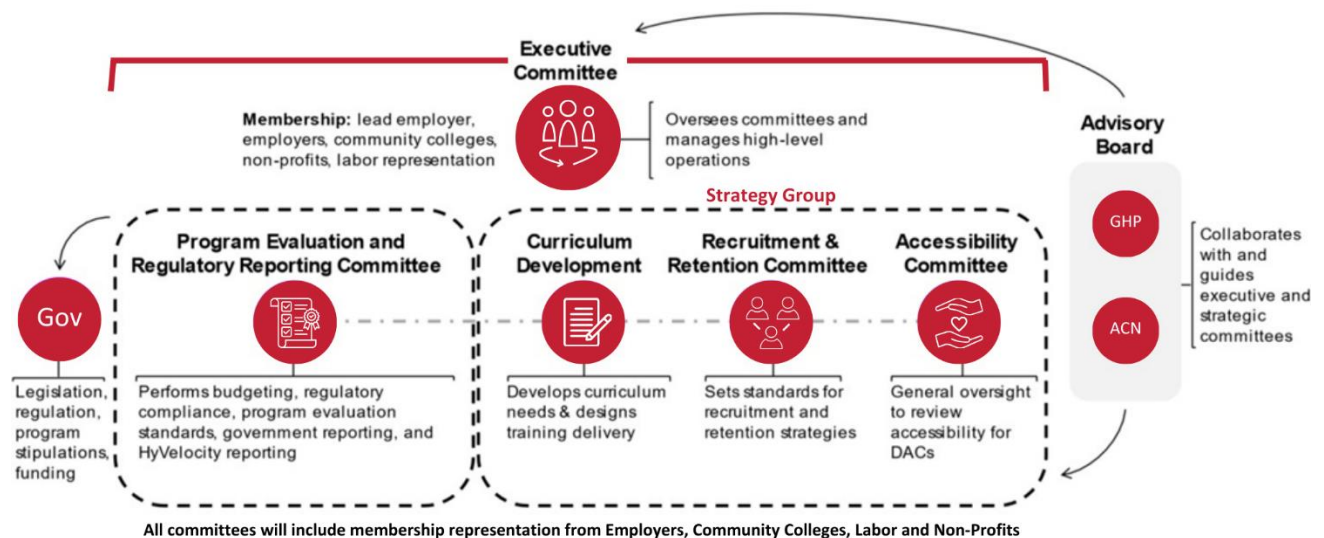 Executive
Committee
Membership: lead employer,
employers, community colleges,
non-profits, labor representation
Oversees committees and
manages high-level
operations
Advisory
Board
GHP
ACN
Collaborates
with and
guides
executive and
strategic
committees
Strategy Group
Gov
Legislation,
regulation,
program
stipulations,
funding
Program Evaluation and
Regulatory Reporting Committee
Performs budgeting, regulatory
compliance, program evaluation
standards, government reporting, and
HyVelocity reporting
Curriculum
Development
Develops curriculum
needs & designs
training delivery
Recruitment &
Retention Committee
Sets standards for
recruitment and
retention strategies
Accessibility
Committee
General oversight
to review
accessibility for
DACs
All committees will include membership representation from Employers, Community Colleges, Labor and Non-Profits